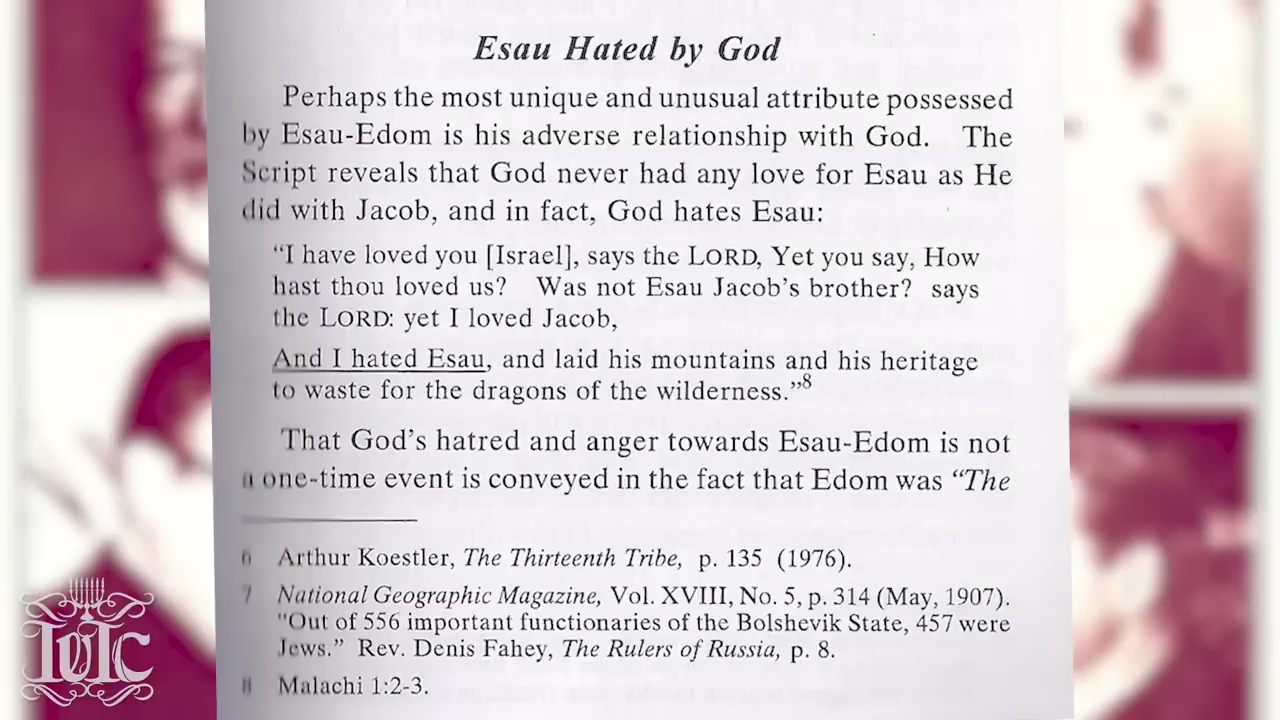 Esau Hated by God
Perhaps the most unique and unusual attribute possessed
by Esau-Edom is his adverse relationship with God. The
Script reveals that God never had any love for Esau as He
did with Jacob, and in fact, God hates Esau:
“I have loved you [Israel], says the LORD, Yet you say, How
hast thou loved us? Was not Esau Jacob’s brother? says
the LORD: yet I loved Jacob,
And I hated Esau, and laid his mountains and his heritage
to waste for the dragons of the wilderness.”8
That God’s hatred and anger towards Esau-Edom is not
a one-time event is conveyed in the fact that Edom was “The
6 Arthur Koestler, The Thirteenth Tribe, p. 135 (1976).
7 National Geographic Magazine, Vol. XVIII, No. 5, p. 314 (May, 1907).
“Out of 556 important functionaries of the Bolshevik State, 457 were
Jews.” Rev. Denis Fahey, The Rulers of Russia, p. 8.
8 Malachi 1:2-3.
IUIC